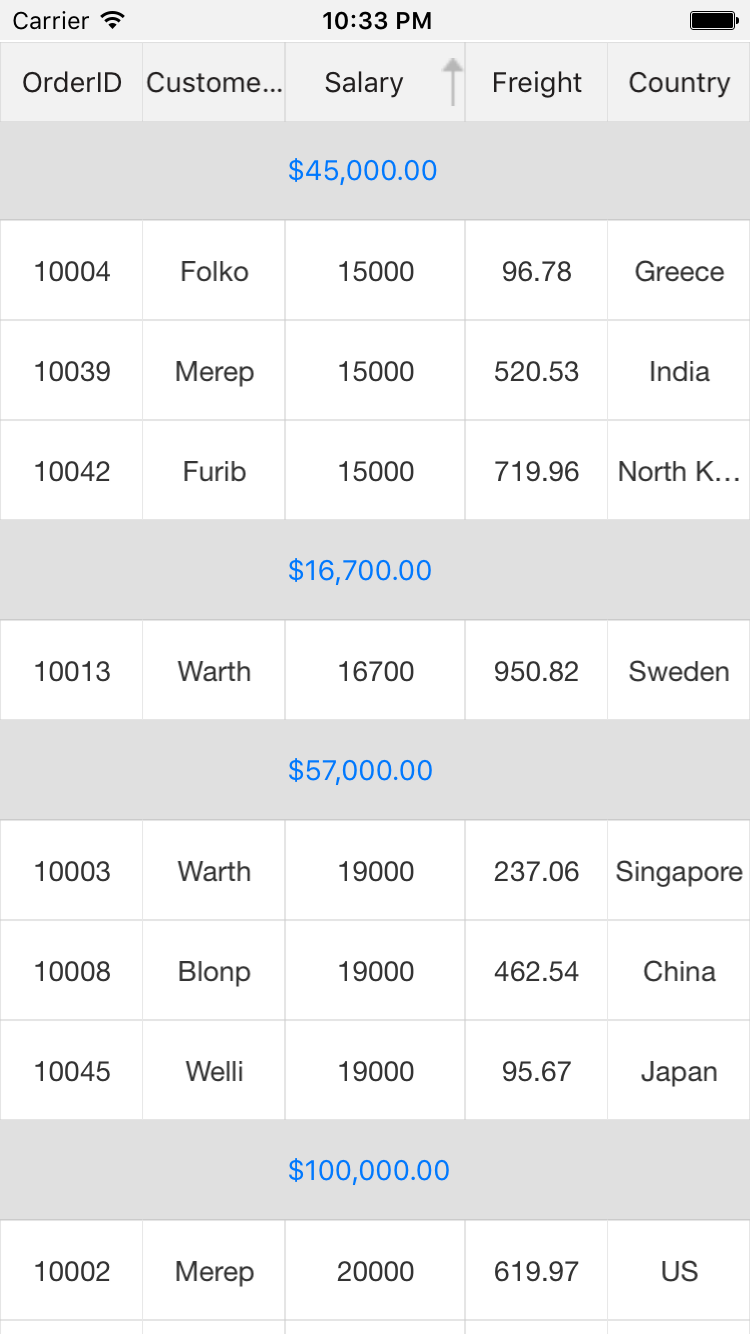 Carrier 10:33 PM
OrderID Custome... Salary Freight Country
$45,000.00
10004 Folko 15000 96.78 Greece
10039 Merep 15000 520.53 India
10042 Furib 15000 719.96 North K...
$16,700.00
10013 Warth 16700 950.82 Sweden
$57,000.00
10003 Warth 19000 237.06 Singapore
10008 Blonp 19000 462.54 China
10045 Welli 19000 95.67 Japan
$100,000.00
10002 Merep 20000 619.97 US